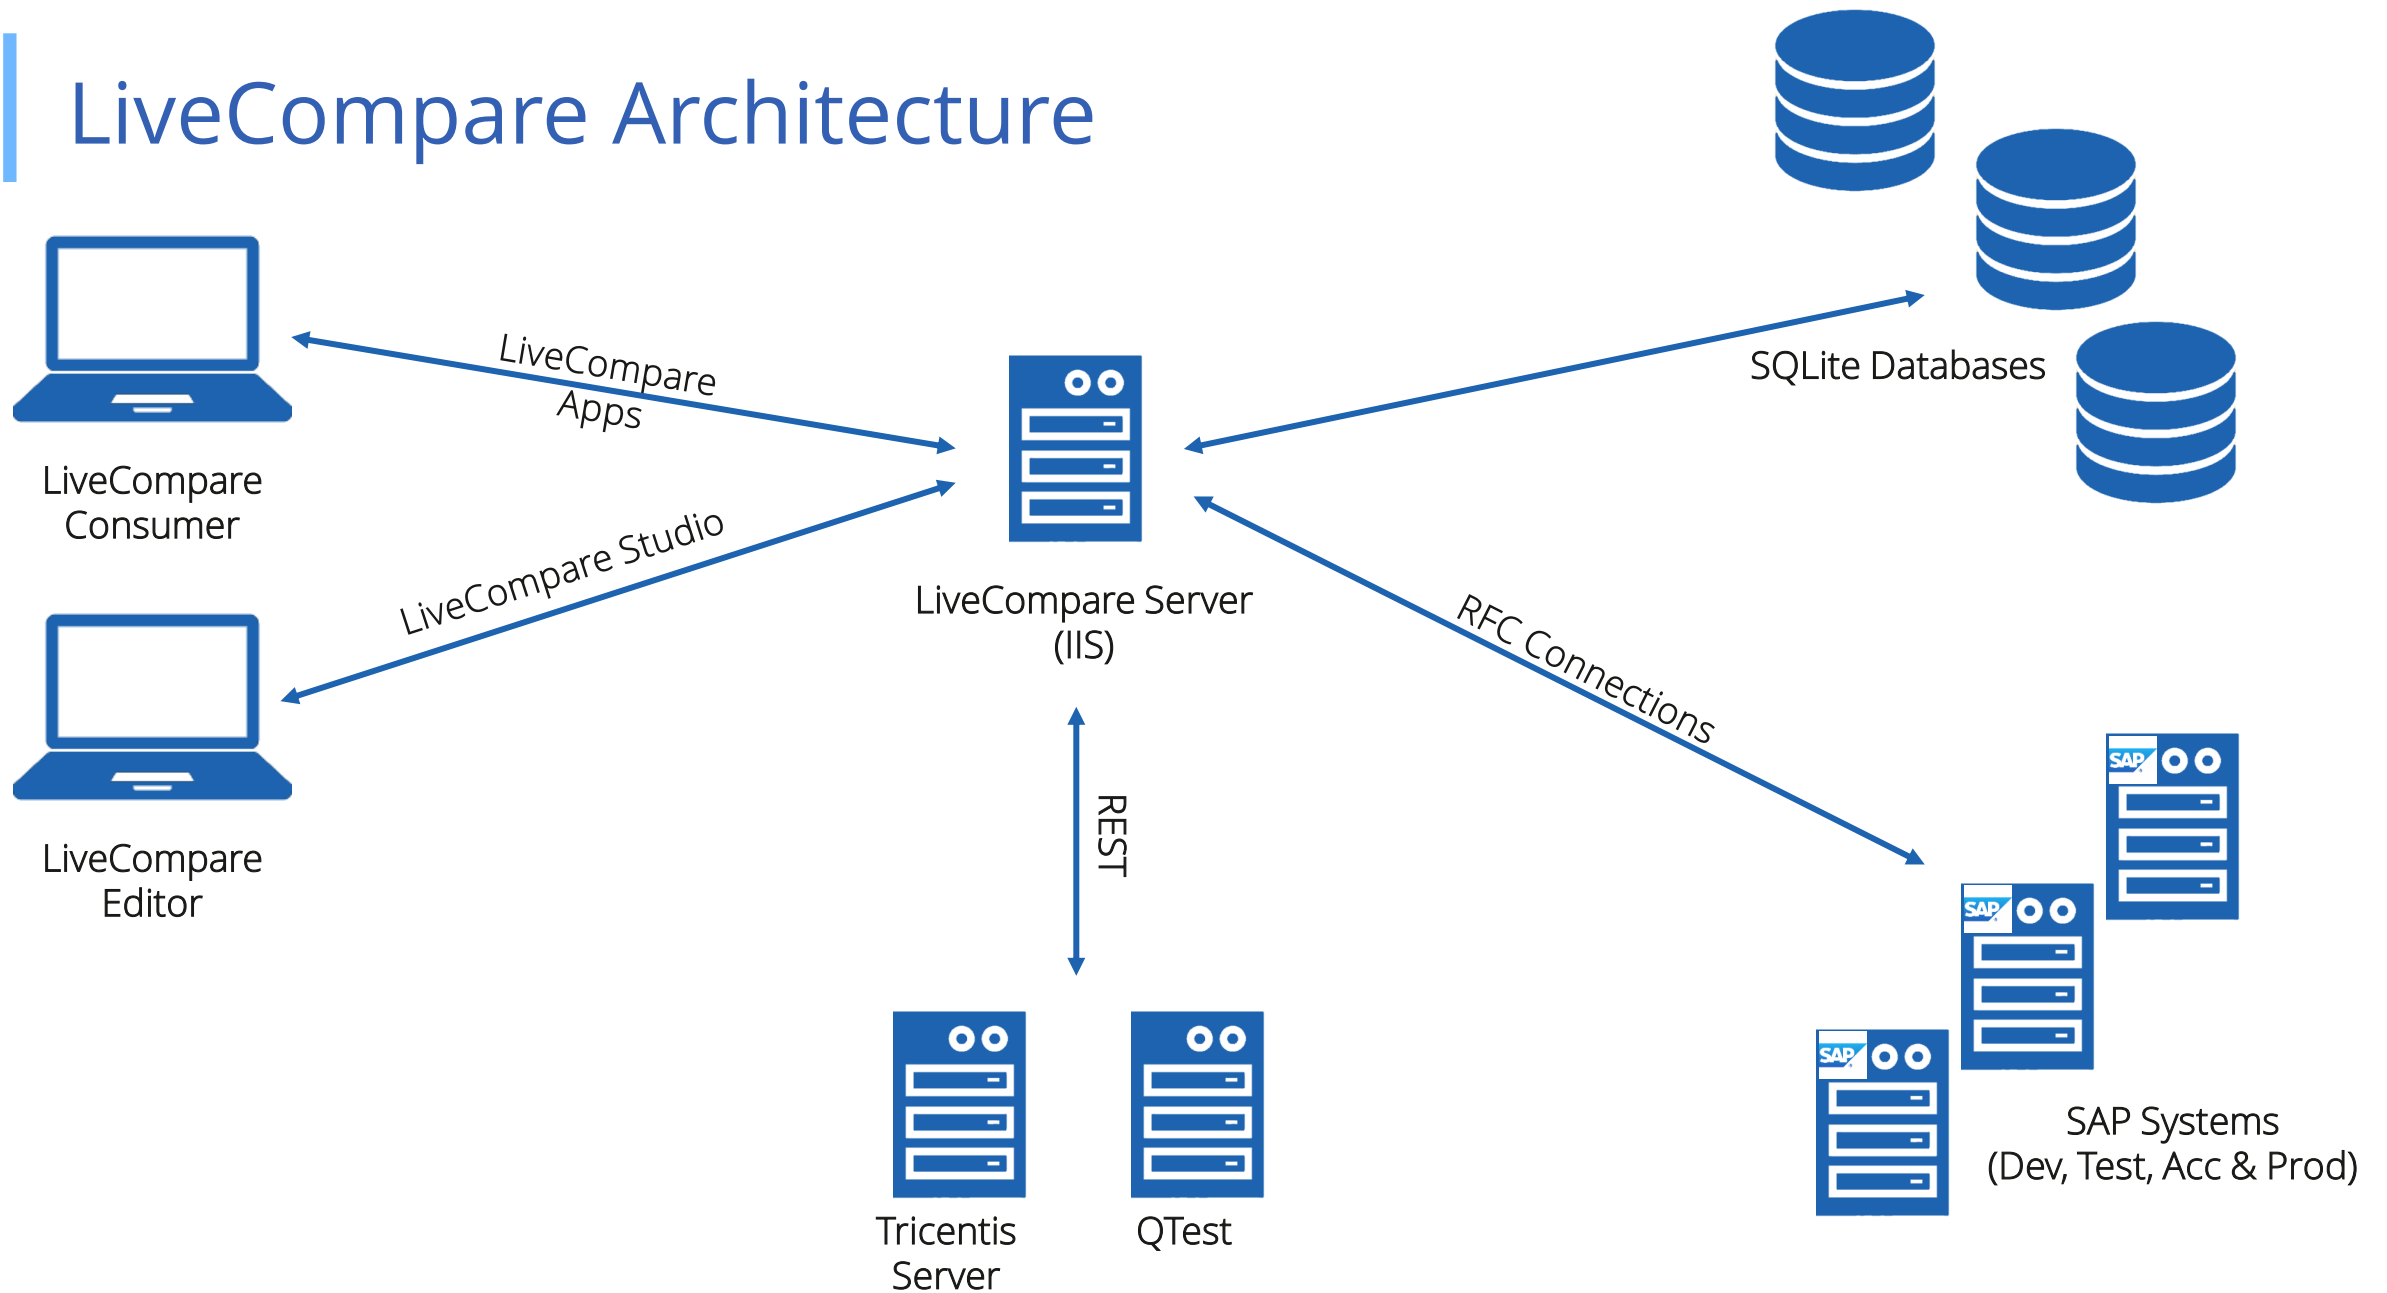 LiveCompare Architecture
LiveCompare
Apps
SQLite Databases
LiveCompare
Consumer
LiveCompare Studio
LiveCompare Server
(IIS)
RFC Connections
LiveCompare
Editor
REST
SAP
SAP
SAP
SAP Systems
(Dev, Test, Acc & Prod)
Tricentis
Server
QTest